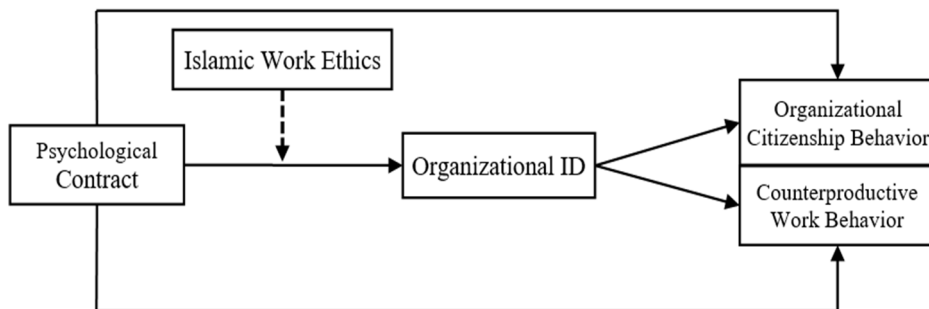 Islamic Work Ethics
Psychological
Contract
Organizational ID
Organizational
Citizenship Behavior
Counterproductive
Work Behavior